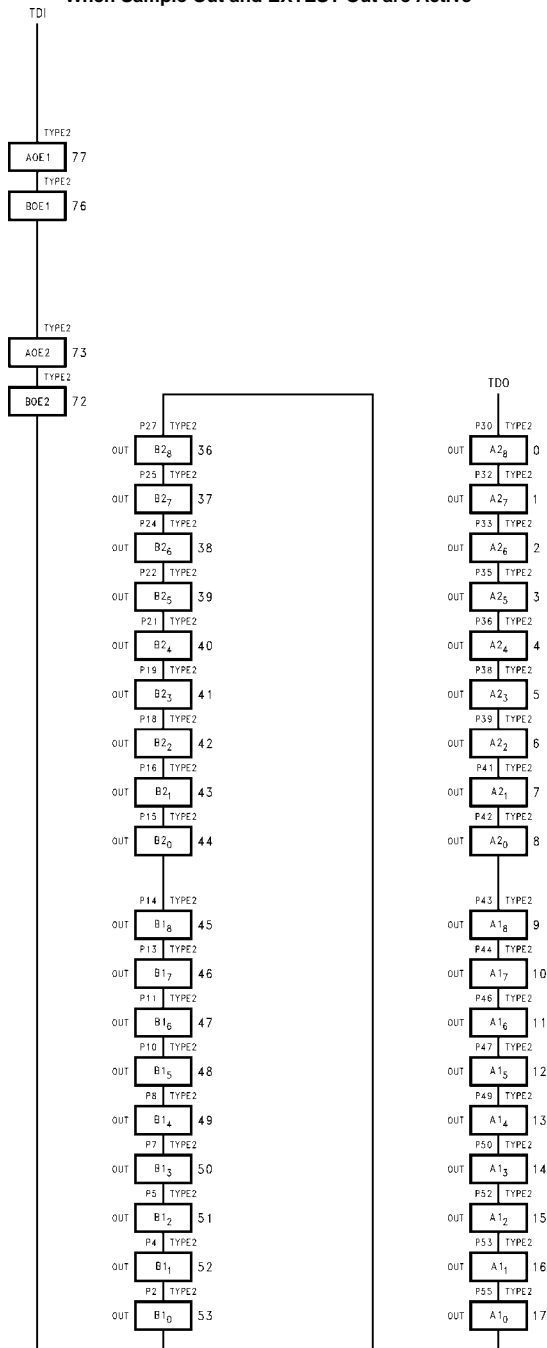 When Sample Out and EXTEST Out are Active
TDI
TYPE2
AOE1 77
TYPE2
BOE1 76
TYPE2
AOE2 73
TYPE2
BOE2 72
P27 TYPE2
OUT B2₈ 36
P25 TYPE2
OUT B2₇ 37
P24 TYPE2
OUT B2₆ 38
P22 TYPE2
OUT B2₅ 39
P21 TYPE2
OUT B2₄ 40
P19 TYPE2
OUT B2₃ 41
P18 TYPE2
OUT B2₂ 42
P16 TYPE2
OUT B2₁ 43
P15 TYPE2
OUT B2₀ 44
P14 TYPE2
OUT B1₈ 45
P13 TYPE2
OUT B1₇ 46
P11 TYPE2
OUT B1₆ 47
P10 TYPE2
OUT B1₅ 48
P8 TYPE2
OUT B1₄ 49
P7 TYPE2
OUT B1₃ 50
P5 TYPE2
OUT B1₂ 51
P4 TYPE2
OUT B1₁ 52
P2 TYPE2
OUT B1₀ 53
TDO
P30 TYPE2
OUT A2₈ 0
P32 TYPE2
OUT A2₇ 1
P33 TYPE2
OUT A2₆ 2
P35 TYPE2
OUT A2₅ 3
P36 TYPE2
OUT A2₄ 4
P38 TYPE2
OUT A2₃ 5
P39 TYPE2
OUT A2₂ 6
P41 TYPE2
OUT A2₁ 7
P42 TYPE2
OUT A2₀ 8
P43 TYPE2
OUT A1₈ 9
P44 TYPE2
OUT A1₇ 10
P46 TYPE2
OUT A1₆ 11
P47 TYPE2
OUT A1₅ 12
P49 TYPE2
OUT A1₄ 13
P50 TYPE2
OUT A1₃ 14
P52 TYPE2
OUT A1₂ 15
P53 TYPE2
OUT A1₁ 16
P55 TYPE2
OUT A1₀ 17